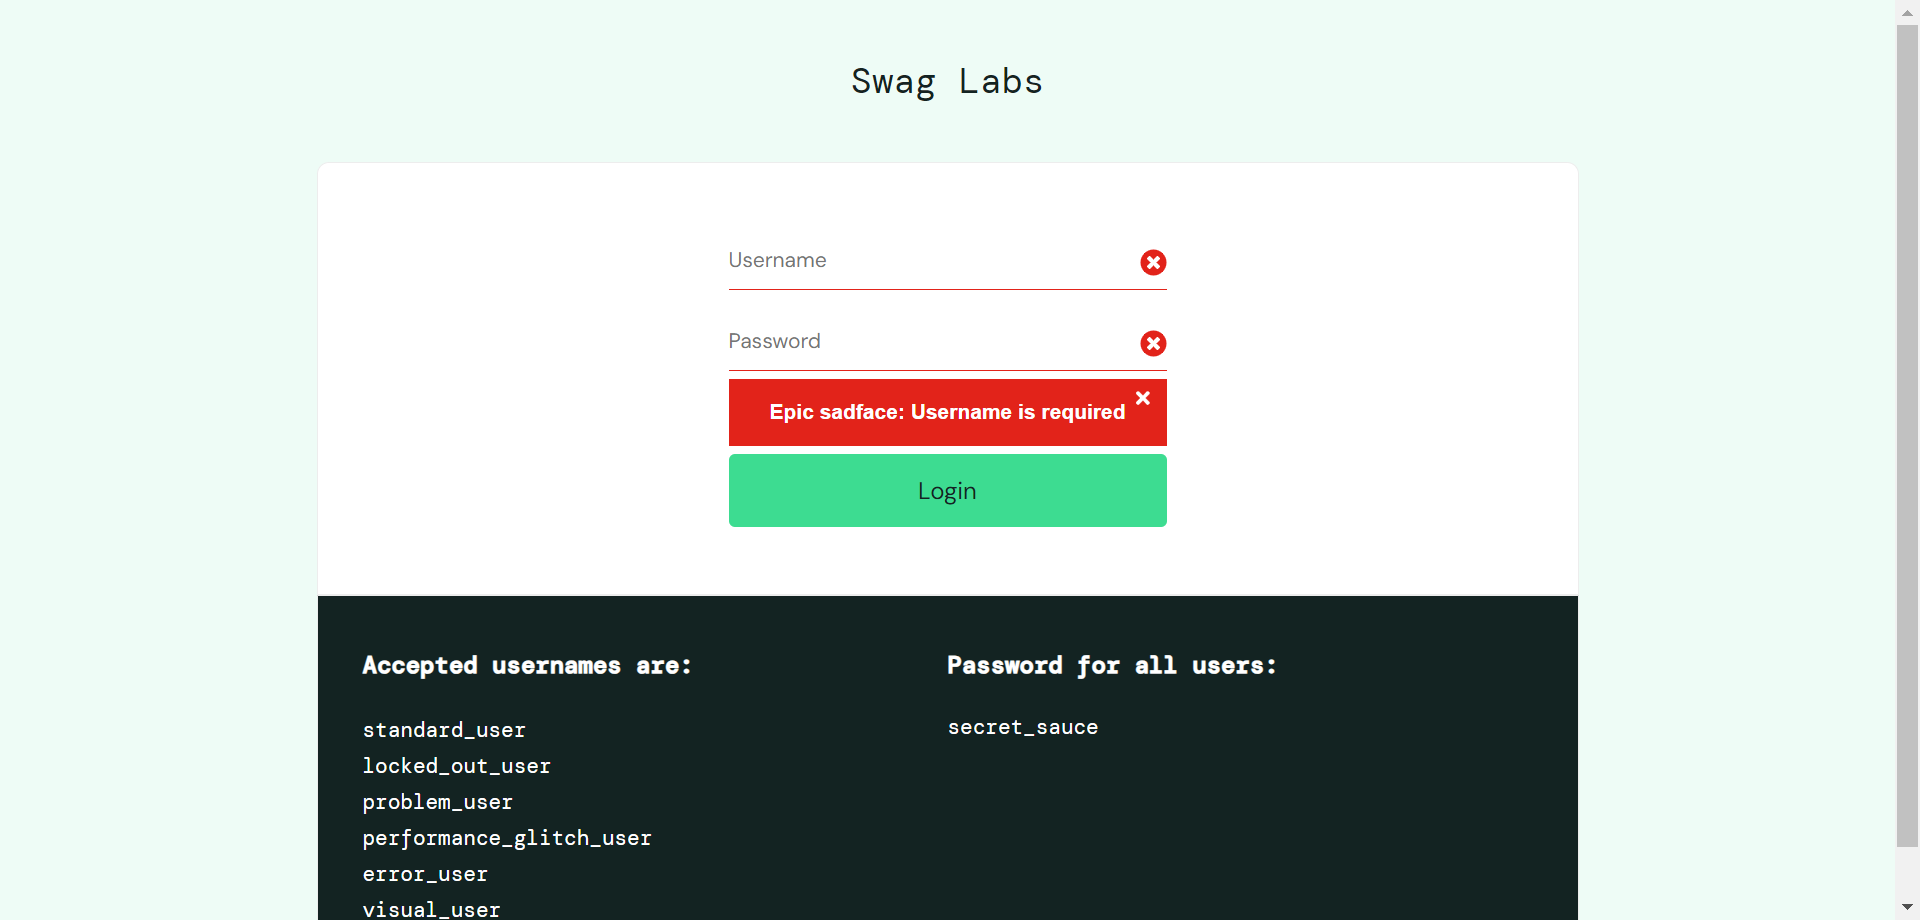 Swag Labs
Username
Password
Epic sadface: Username is required
Login
Accepted usernames are:
standard_user
locked_out_user
problem_user
performance_glitch_user
error_user
visual_user
Password for all users:
secret_sauce